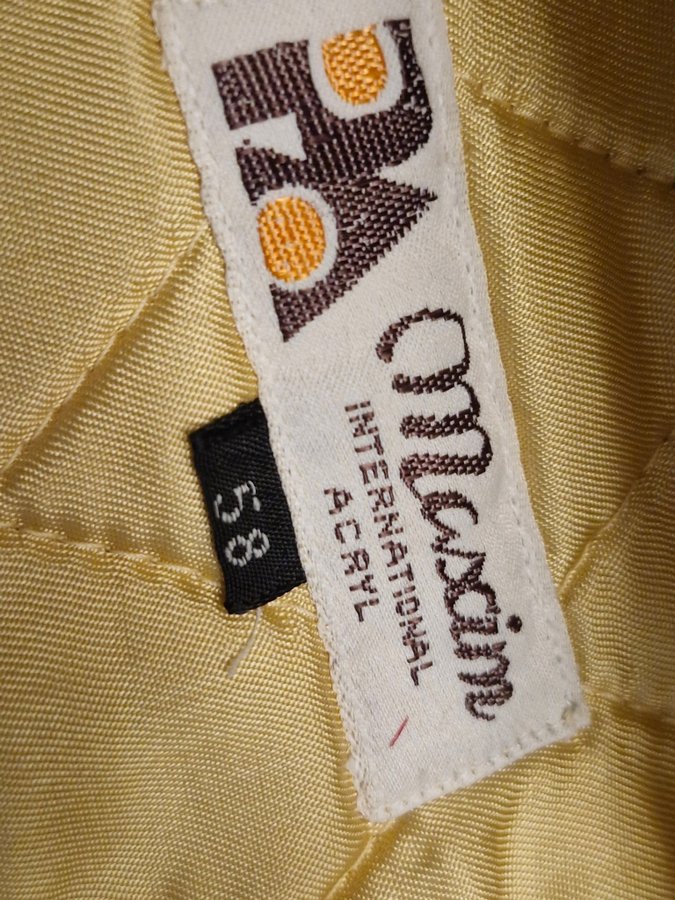 Maxim
INTERNATIONAL
ACRYL
58